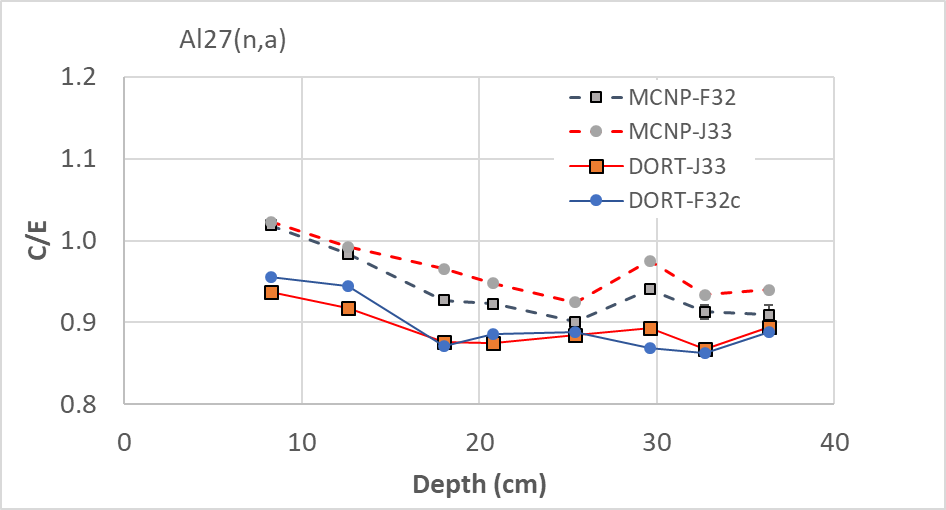 Al27(n,a)
1.2
1.1
1.0
0.9
0.8
C/E
MCNP-F32
MCNP-J33
DORT-J33
DORT-F32c
0
10
20
30
40
Depth (cm)